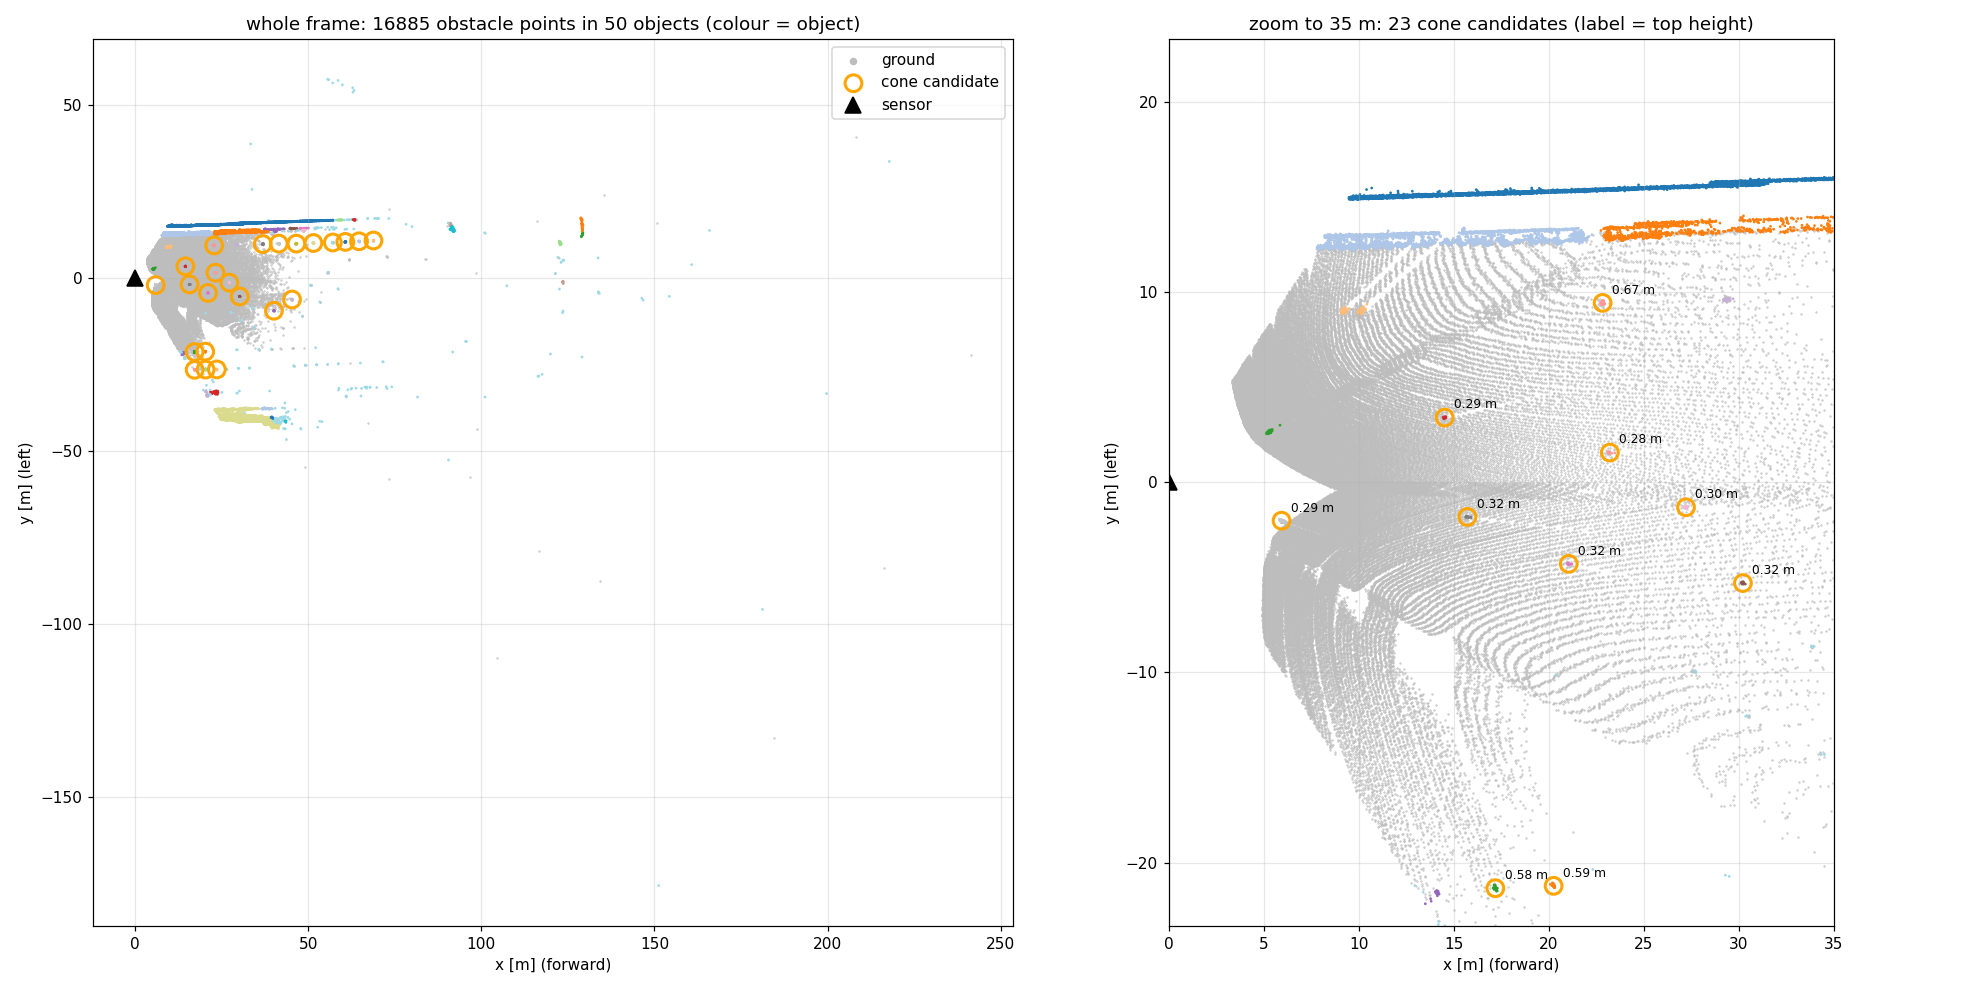 whole frame: 16885 obstacle points in 50 objects (colour = object)
ground
cone candidate
sensor
50
0
−50
−100
−150
y [m] (left)
0
50
100
150
200
250
x [m] (forward)
zoom to 35 m: 23 cone candidates (label = top height)
20
10
0
−10
−20
y [m] (left)
0.67 m
0.29 m
0.28 m
0.29 m
0.32 m
0.30 m
0.32 m
0.32 m
0.58 m
0.59 m
0
5
10
15
20
25
30
35
x [m] (forward)